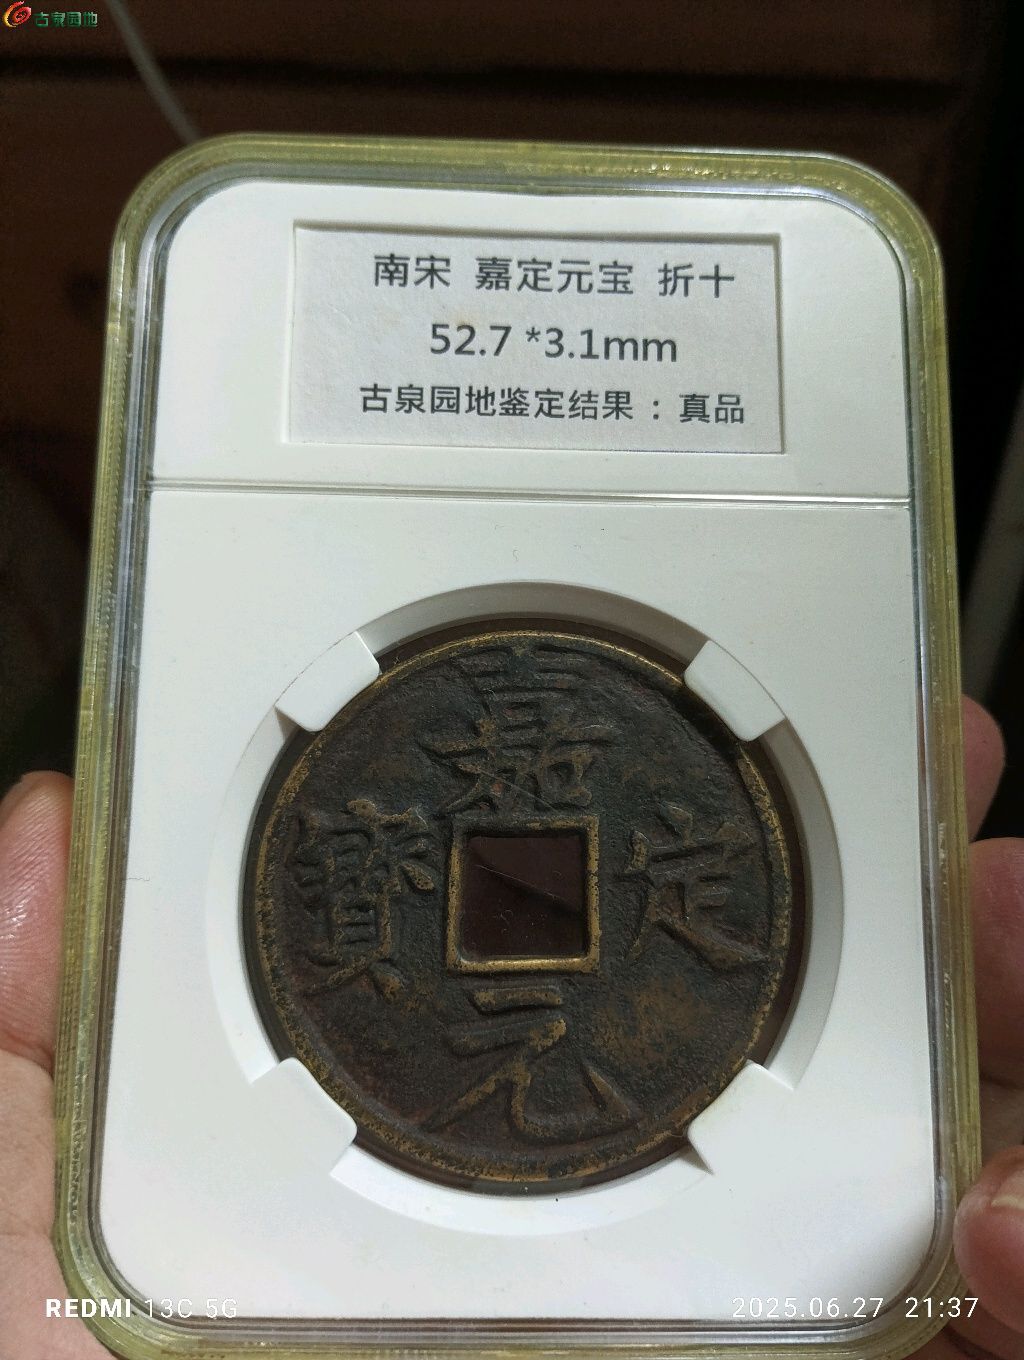 古泉园地
南宋 嘉定元宝 折十
52.7 *3.1mm
古泉园地鉴定结果：真品
嘉
定
元
寶
REDMI 13C 5G
2025.06.27 21:37